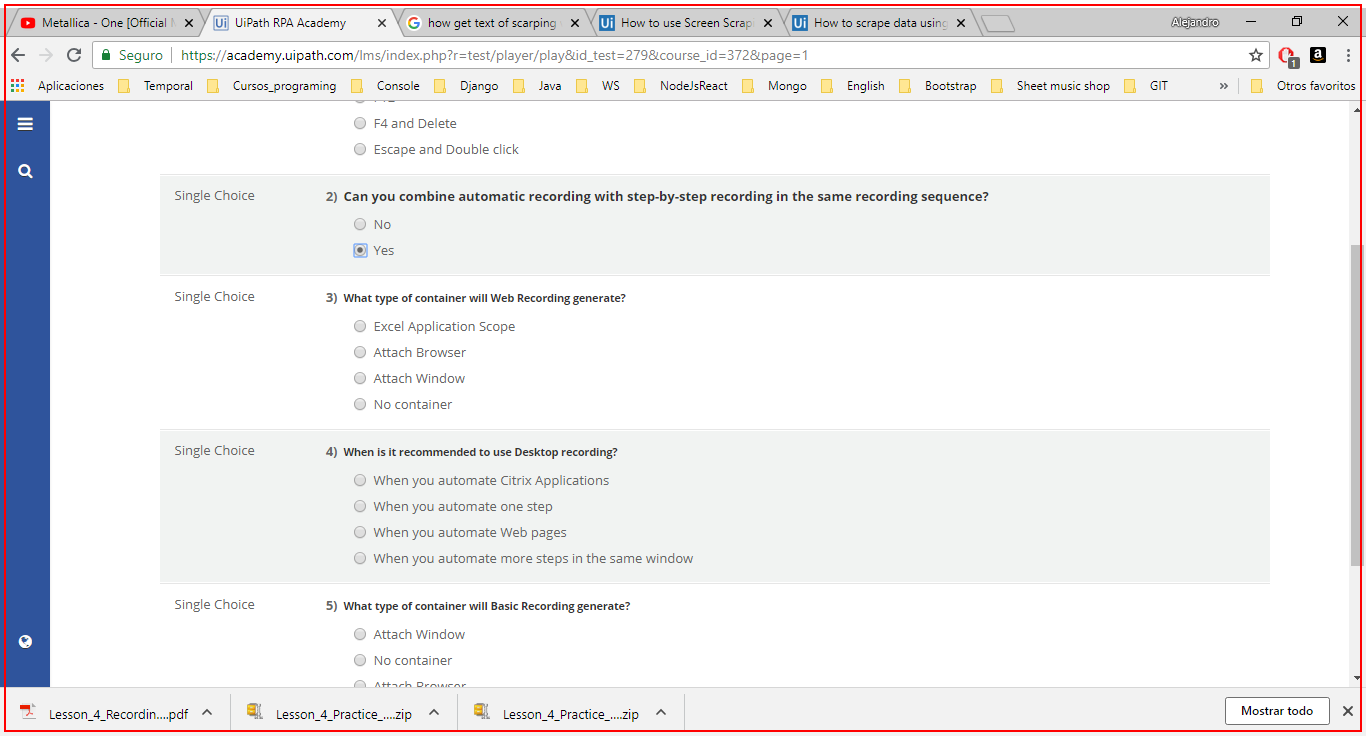 Metallica - One [Official M
UiPath RPA Academy
how get text of scarping
How to use Screen Scrap
How to scrape data using
Alejandro
Seguro
https://academy.uipath.com/lms/index.php?r=test/player/play&id_test=279&course_id=372&page=1
1
Aplicaciones
Temporal
Cursos_programing
Console
Django
Java
WS
NodeJsReact
Mongo
English
Bootstrap
Sheet music shop
GIT
»
Otros favoritos
F4 and Delete
Escape and Double click
Single Choice
2) Can you combine automatic recording with step-by-step recording in the same recording sequence?
No
Yes
Single Choice
3) What type of container will Web Recording generate?
Excel Application Scope
Attach Browser
Attach Window
No container
Single Choice
4) When is it recommended to use Desktop recording?
When you automate Citrix Applications
When you automate one step
When you automate Web pages
When you automate more steps in the same window
Single Choice
5) What type of container will Basic Recording generate?
Attach Window
No container
Attach Browser
Lesson_4_Recordin....pdf
Lesson_4_Practice_....zip
Lesson_4_Practice_....zip
Mostrar todo